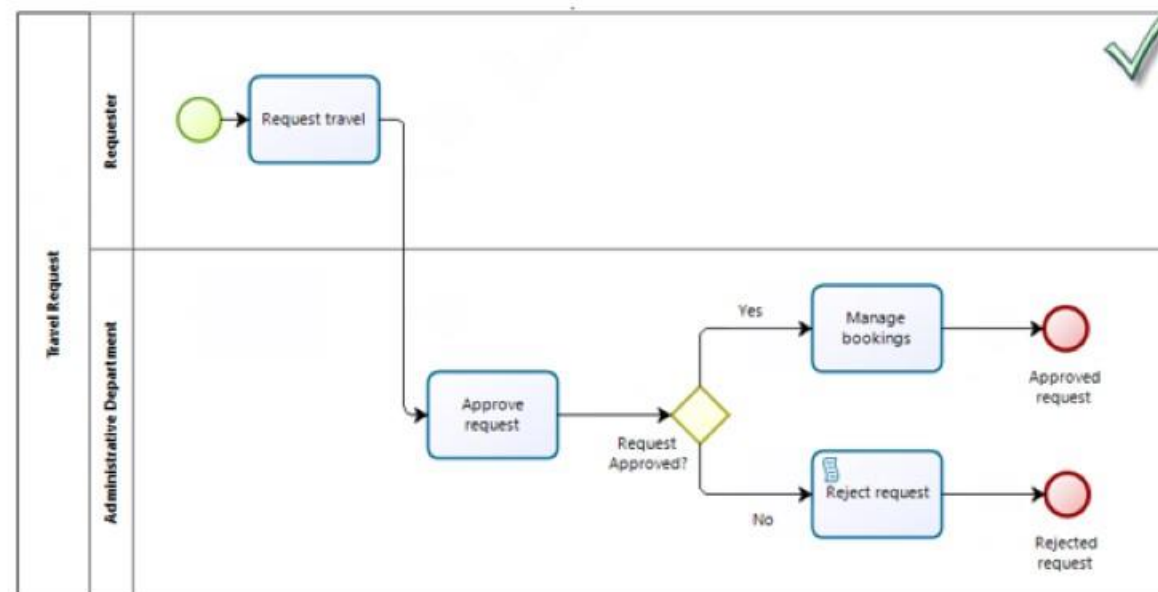 Travel Request
Requester
Request travel
Administrative Department
Approve
request
Request
Approved?
Yes
Manage
bookings
Approved
request
No
Reject request
Rejected
request